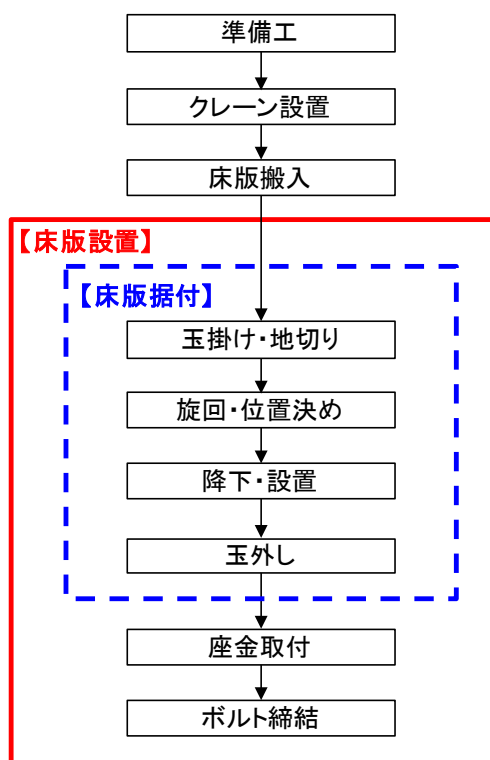 準備工
クレーン設置
床版搬入
【床版設置】
【床版据付】
玉掛け・地切り
旋回・位置決め
降下・設置
玉外し
座金取付
ボルト締結